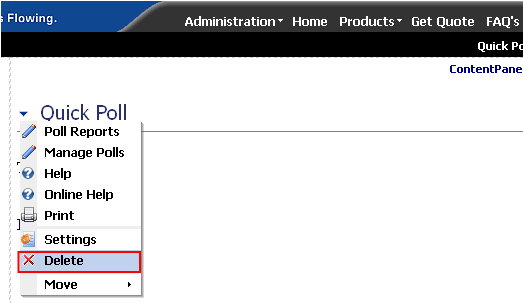 s Flowing.
Administration Home Products Get Quote FAQ's
Quick Po
ContentPane
Quick Poll
Poll Reports
Manage Polls
Help
Online Help
Print
Settings
Delete
Move